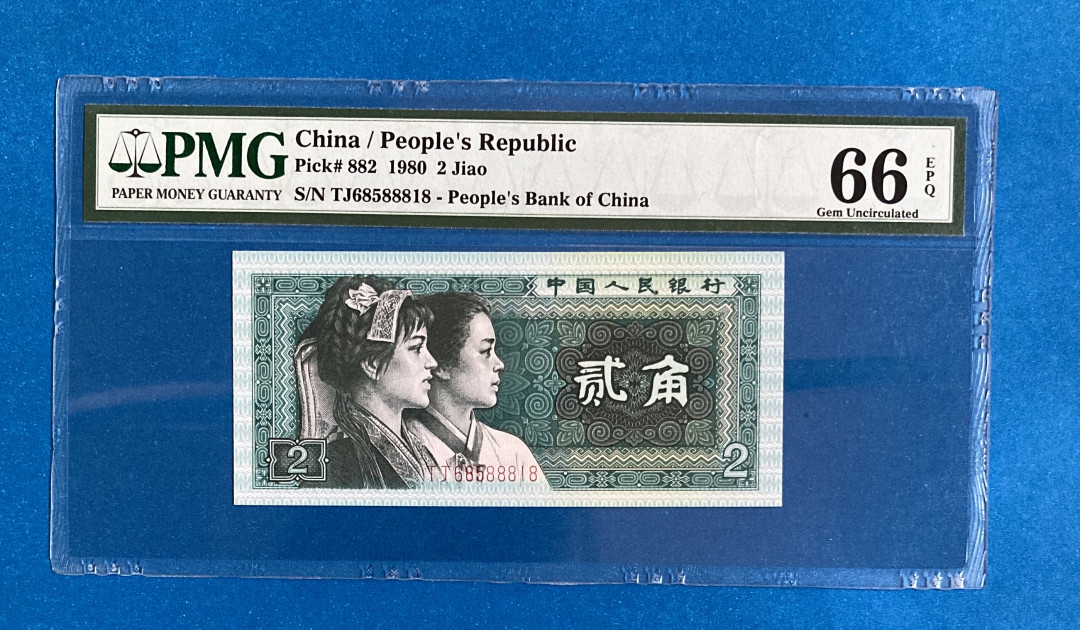 PMG
PAPER MONEY GUARANTY
China / People's Republic
Pick# 882 1980 2 Jiao
S/N TJ68588818 - People's Bank of China
66
EPQ
Gem Uncirculated
中国人民银行
贰角
2
2
TJ68588818